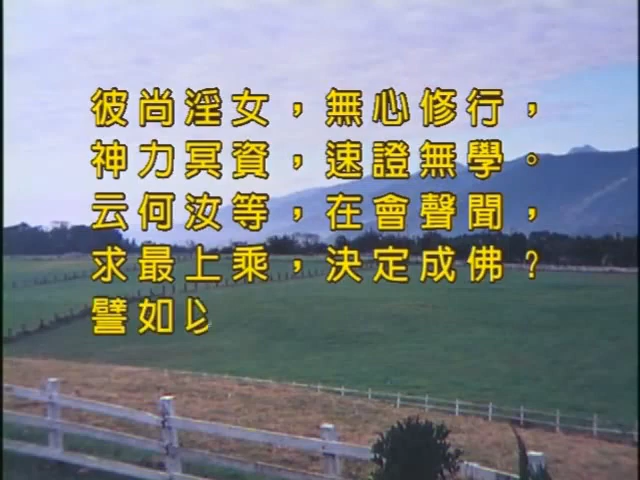 彼尚淫女，無心修行，
神力冥資，速證無學。
云何汝等，在會聲聞，
求最上乘，決定成佛？
譬如